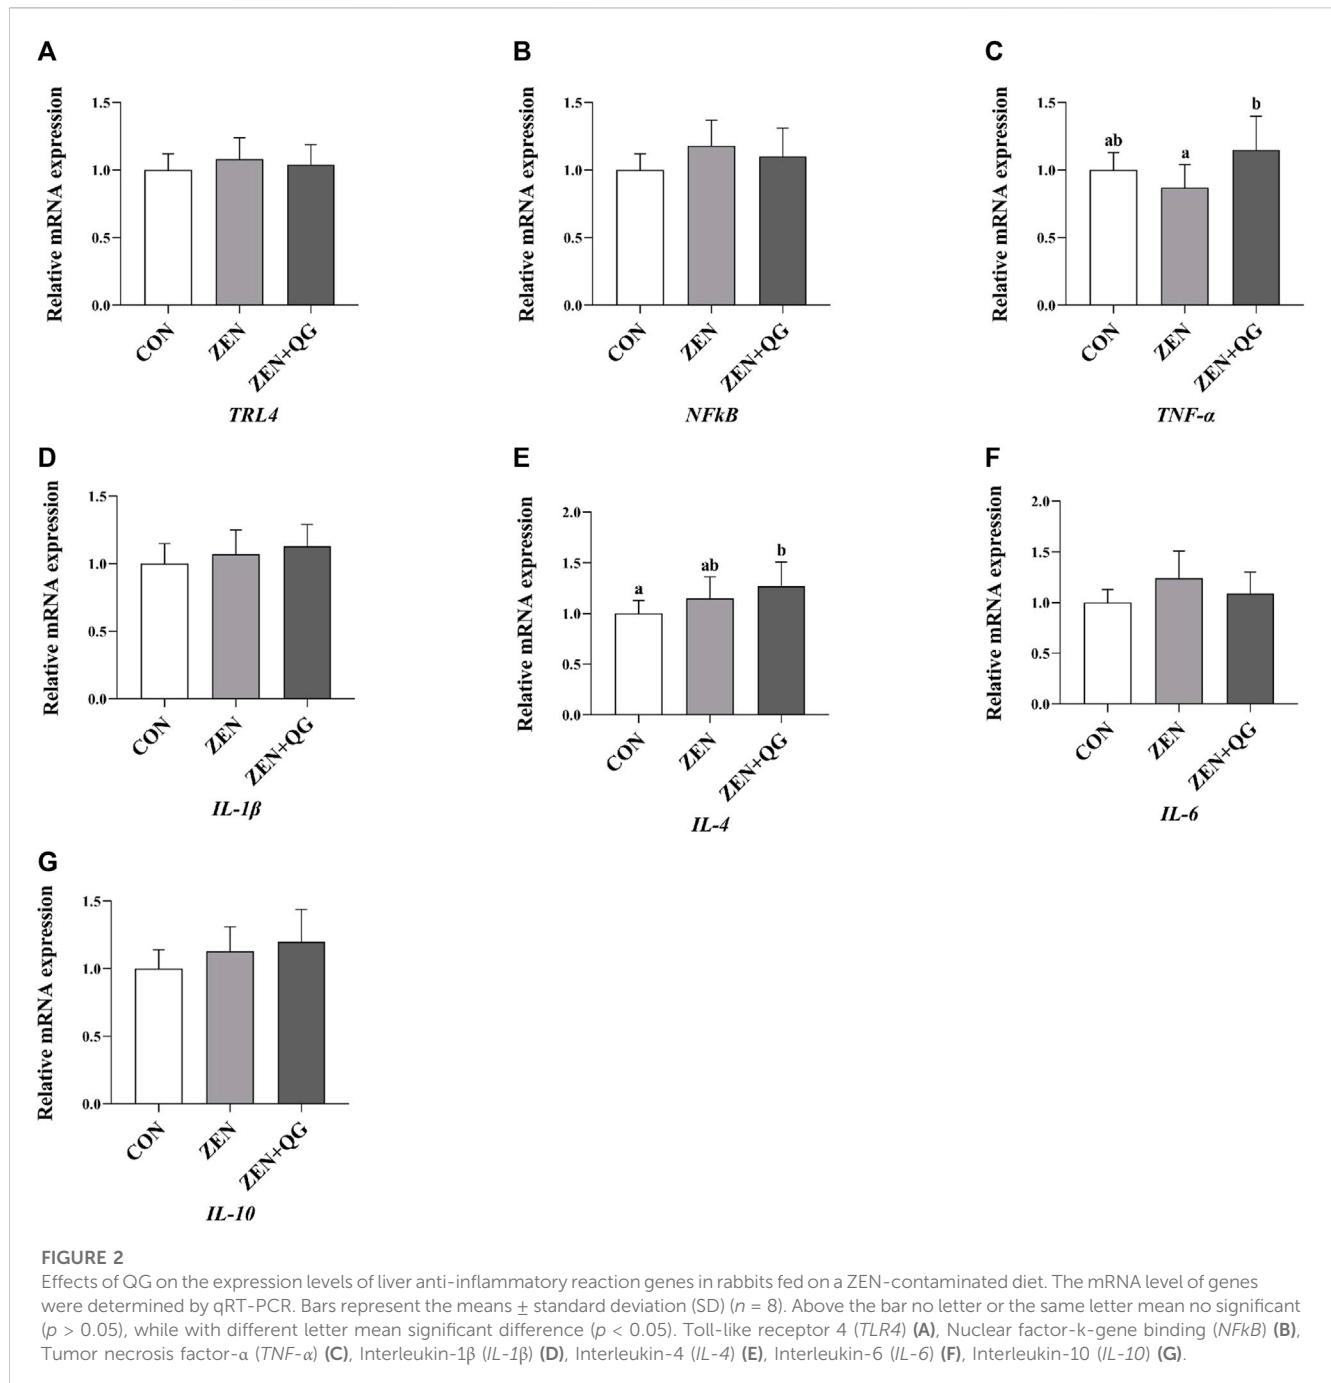 A
B
C
Relative mRNA expression
1.5
1.0
0.5
0.0
CON
ZEN
ZEN+QG
TRL4
Relative mRNA expression
1.5
1.0
0.5
0.0
CON
ZEN
ZEN+QG
NFkB
Relative mRNA expression
1.5
1.0
0.5
0.0
ab
a
b
CON
ZEN
ZEN+QG
TNF-α
D
E
F
Relative mRNA expression
1.5
1.0
0.5
0.0
CON
ZEN
ZEN+QG
IL-1β
Relative mRNA expression
2.0
1.5
1.0
0.5
0.0
a
ab
b
CON
ZEN
ZEN+QG
IL-4
Relative mRNA expression
2.0
1.5
1.0
0.5
0.0
CON
ZEN
ZEN+QG
IL-6
G
Relative mRNA expression
1.5
1.0
0.5
0.0
CON
ZEN
ZEN+QG
IL-10
FIGURE 2
Effects of QG on the expression levels of liver anti-inflammatory reaction genes in rabbits fed on a ZEN-contaminated diet. The mRNA level of genes
were determined by qRT-PCR. Bars represent the means ± standard deviation (SD) (n = 8). Above the bar no letter or the same letter mean no significant
(p > 0.05), while with different letter mean significant difference (p < 0.05). Toll-like receptor 4 (TLR4) (A), Nuclear factor-k-gene binding (NFkB) (B),
Tumor necrosis factor-α (TNF-α) (C), Interleukin-1β (IL-1β) (D), Interleukin-4 (IL-4) (E), Interleukin-6 (IL-6) (F), Interleukin-10 (IL-10) (G).